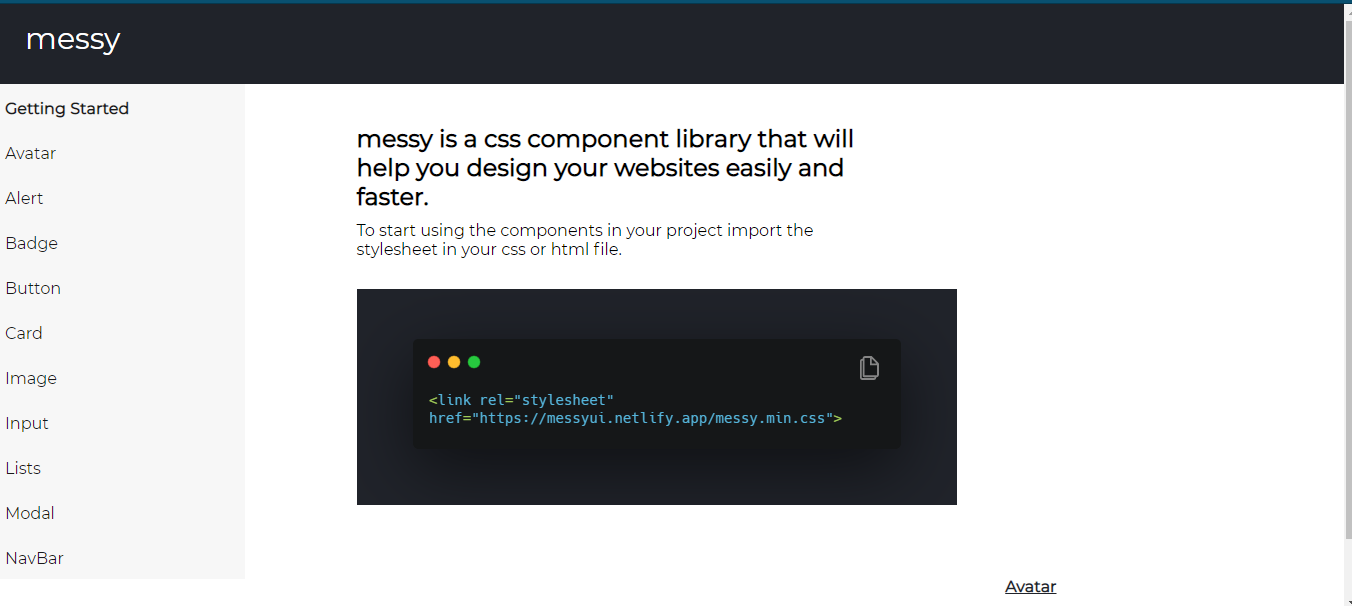 messy
Getting Started
Avatar
Alert
Badge
Button
Card
Image
Input
Lists
Modal
NavBar
messy is a css component library that will
help you design your websites easily and
faster.
To start using the components in your project import the
stylesheet in your css or html file.
<link rel="stylesheet"
href="https://messyui.netlify.app/messy.min.css">
Avatar